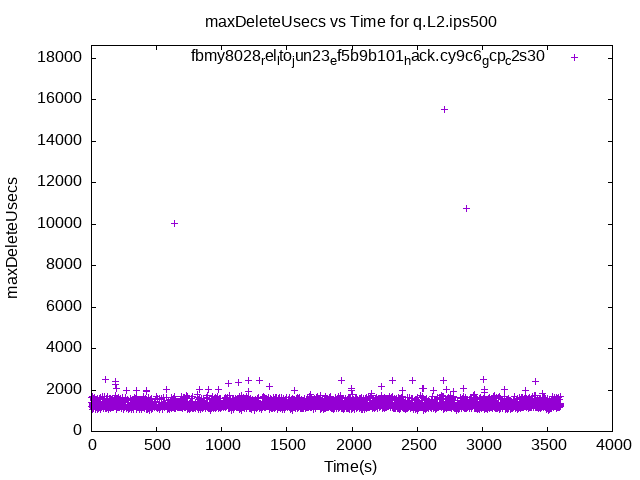 maxDeleteUsecs vs Time for q.L2.ips500
fbmy8028relitojun23ef5b9b101hack.cy9c6gcpc2s30
18000
16000
14000
12000
10000
8000
6000
4000
2000
0
maxDeleteUsecs
0 500 1000 1500 2000 2500 3000 3500 4000
Time(s)